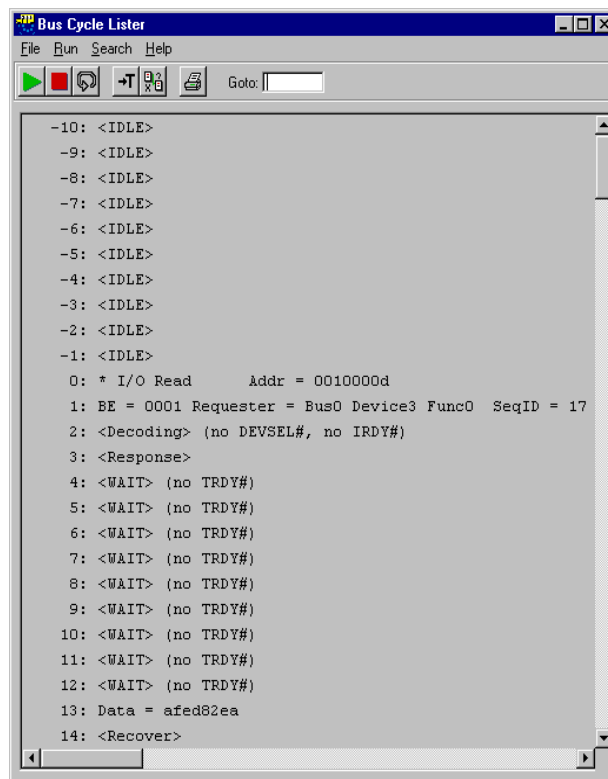 Bus Cycle Lister
File Run Search Help
Goto:
-10: <IDLE>
-9: <IDLE>
-8: <IDLE>
-7: <IDLE>
-6: <IDLE>
-5: <IDLE>
-4: <IDLE>
-3: <IDLE>
-2: <IDLE>
-1: <IDLE>
0: * I/O Read Addr = 0010000d
1: BE = 0001 Requester = Bus0 Device3 Func0 SeqID = 17
2: <Decoding> (no DEVSEL#, no IRDY#)
3: <Response>
4: <WAIT> (no TRDY#)
5: <WAIT> (no TRDY#)
6: <WAIT> (no TRDY#)
7: <WAIT> (no TRDY#)
8: <WAIT> (no TRDY#)
9: <WAIT> (no TRDY#)
10: <WAIT> (no TRDY#)
11: <WAIT> (no TRDY#)
12: <WAIT> (no TRDY#)
13: Data = afed82ea
14: <Recover>